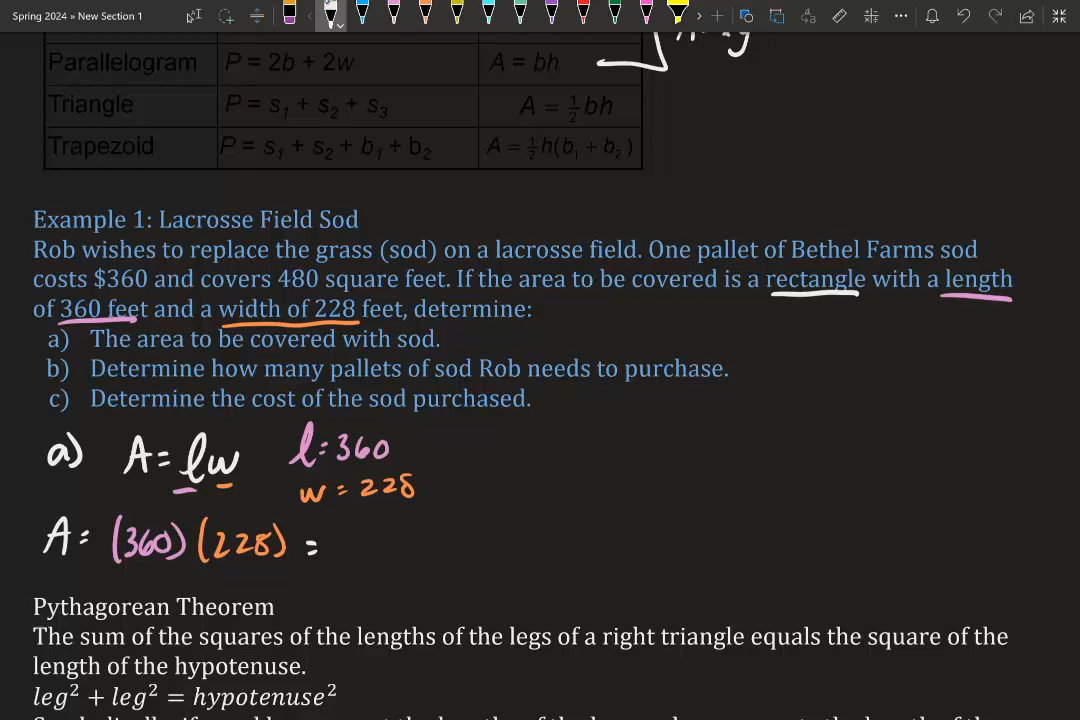 Spring 2024 » New Section 1
Parallelogram P = 2b + 2w A = bh
Triangle P = s₁ + s₂ + s₃ A = ½bh
Trapezoid P = s₁ + s₂ + b₁ + b₂ A = ½h(b₁ + b₂)
Example 1: Lacrosse Field Sod
Rob wishes to replace the grass (sod) on a lacrosse field. One pallet of Bethel Farms sod
costs $360 and covers 480 square feet. If the area to be covered is a rectangle with a length
of 360 feet and a width of 228 feet, determine:
a) The area to be covered with sod.
b) Determine how many pallets of sod Rob needs to purchase.
c) Determine the cost of the sod purchased.
a) A = lw l = 360
w = 228
A = (360)(228) =
Pythagorean Theorem
The sum of the squares of the lengths of the legs of a right triangle equals the square of the
length of the hypotenuse.
leg² + leg² = hypotenuse²